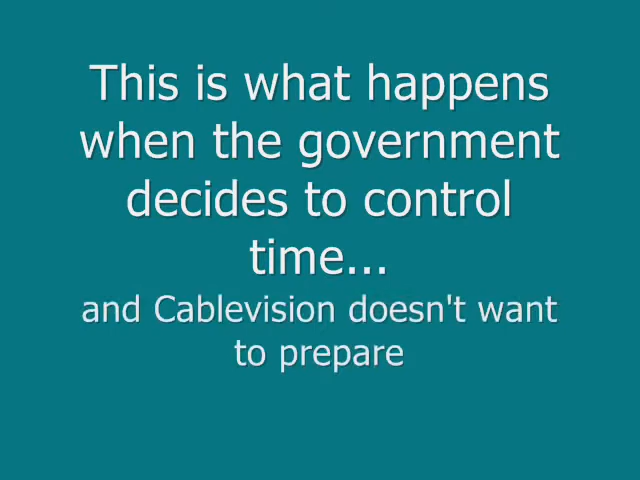 This is what happens
when the government
decides to control
time...
and Cablevision doesn't want
to prepare